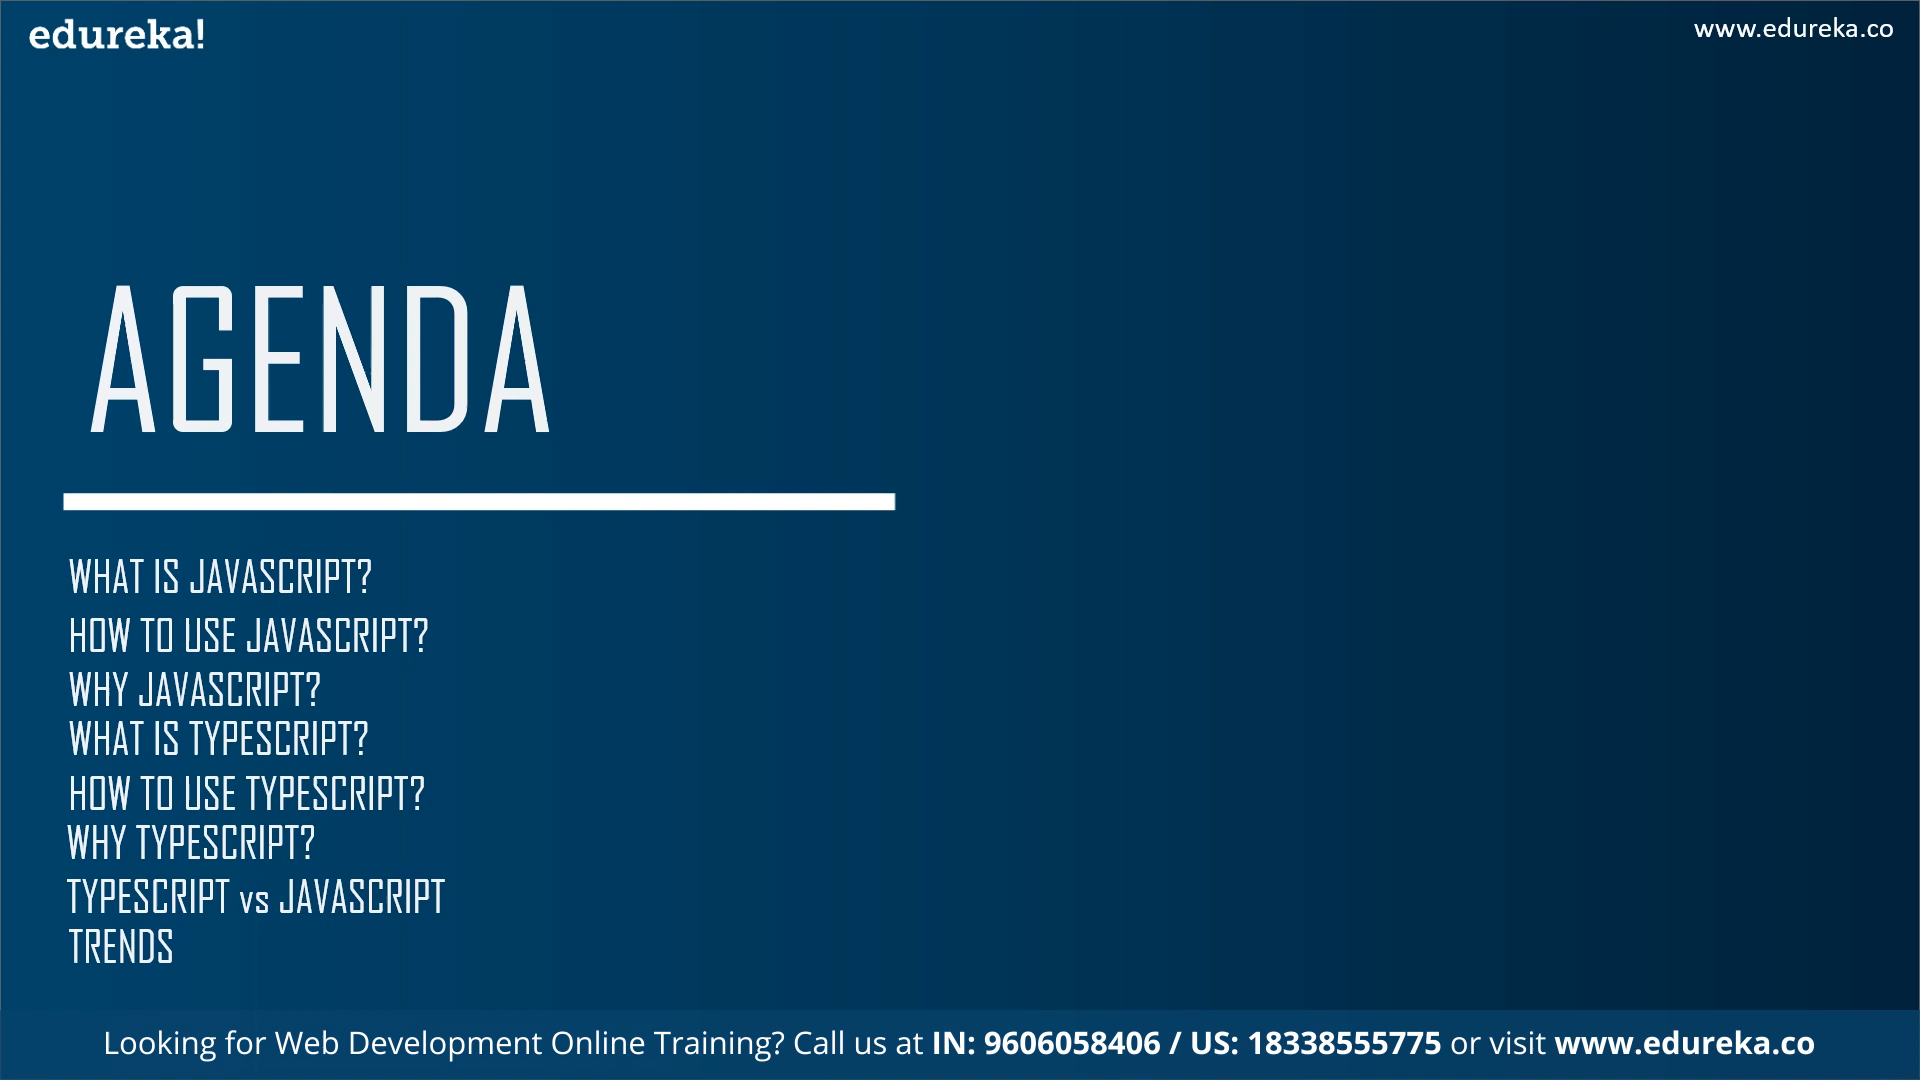 edureka!
www.edureka.co
AGENDA
WHAT IS JAVASCRIPT?
HOW TO USE JAVASCRIPT?
WHY JAVASCRIPT?
WHAT IS TYPESCRIPT?
HOW TO USE TYPESCRIPT?
WHY TYPESCRIPT?
TYPESCRIPT vs JAVASCRIPT
TRENDS
Looking for Web Development Online Training? Call us at IN: 9606058406 / US: 18338555775 or visit www.edureka.co